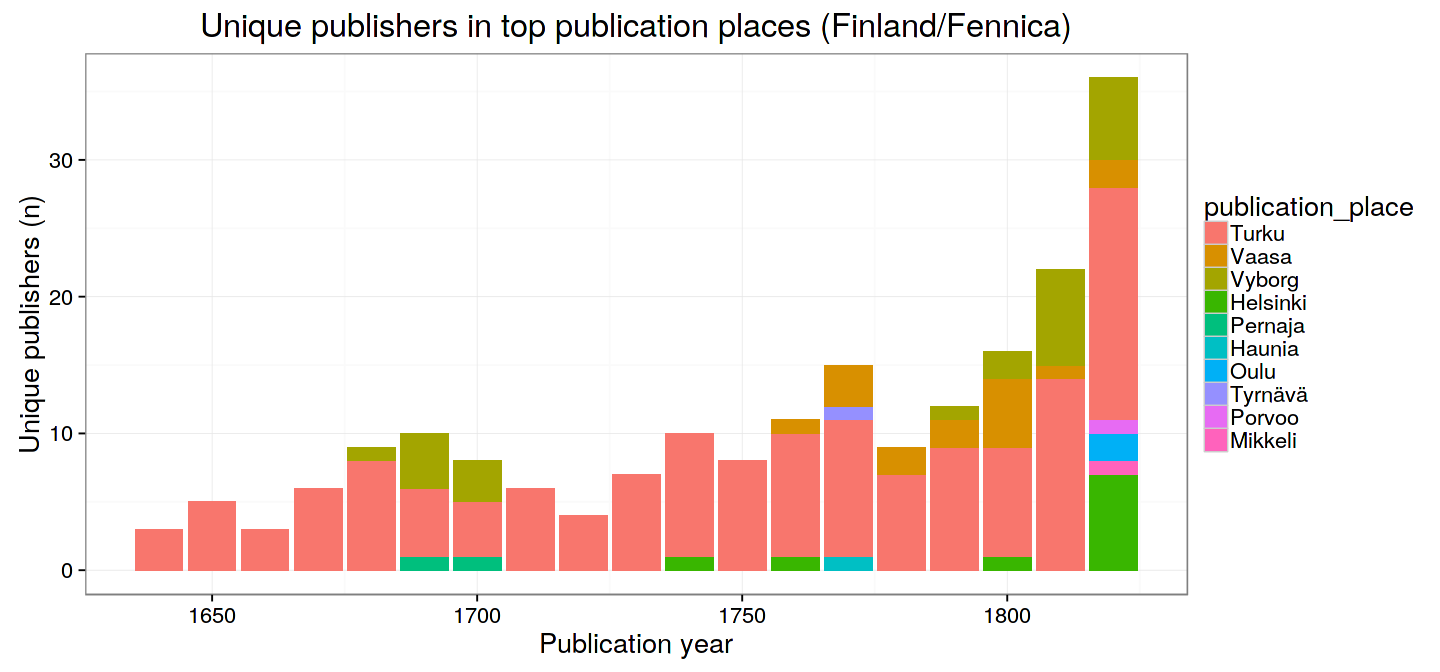 Unique publishers in top publication places (Finland/Fennica)
Unique publishers (n)
30
20
10
0
1650
1700
1750
1800
Publication year
publication_place
Turku
Vaasa
Vyborg
Helsinki
Pernaja
Haunia
Oulu
Tyrnävä
Porvoo
Mikkeli